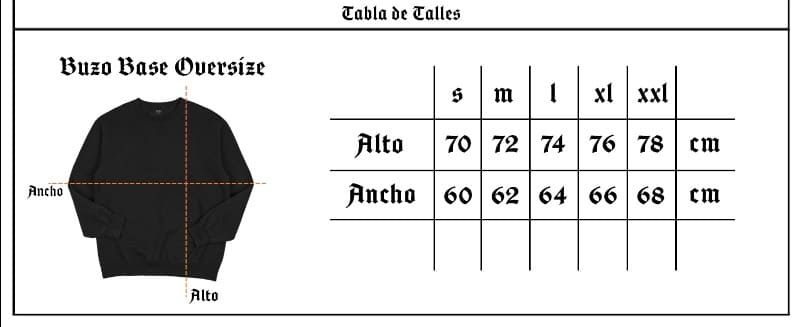 Tabla de Talles
Buzo Base Oversize
s m l xl xxl
Alto 70 72 74 76 78 cm
Ancho 60 62 64 66 68 cm
Ancho
Alto